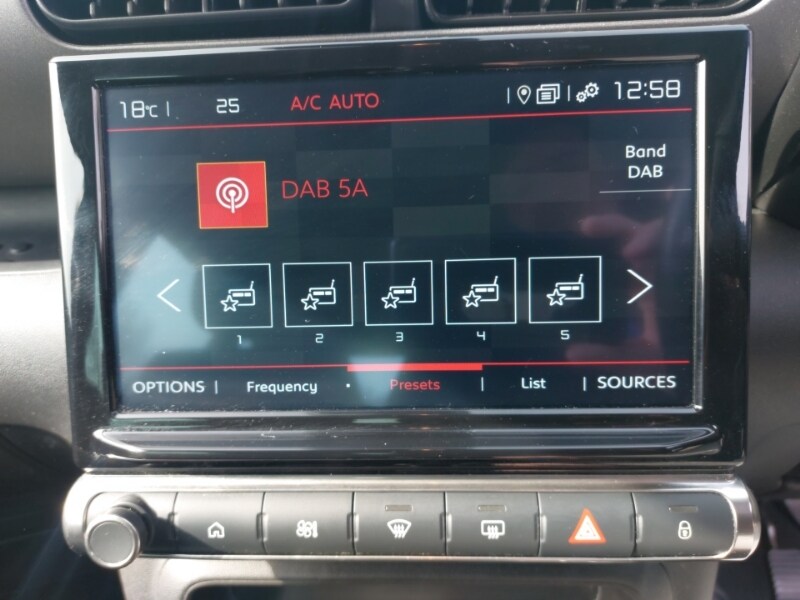 18°C 25 A/C AUTO 12:58
Band
DAB
DAB 5A
1 2 3 4 5
OPTIONS Frequency Presets List SOURCES